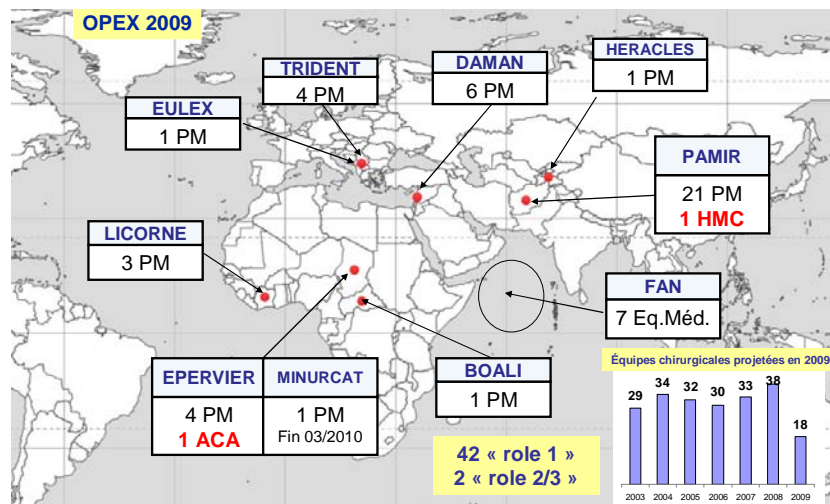 OPEX 2009
HERACLES
1 PM
DAMAN
6 PM
TRIDENT
4 PM
EULEX
1 PM
PAMIR
21 PM
1 HMC
LICORNE
3 PM
FAN
7 Eq.Méd.
EPERVIER
4 PM
1 ACA
MINURCAT
1 PM
Fin 03/2010
BOALI
1 PM
42 « role 1 »
2 « role 2/3 »
Équipes chirurgicales projetées en 2009
29 34 32 30 33 38 18
2003 2004 2005 2006 2007 2008 2009